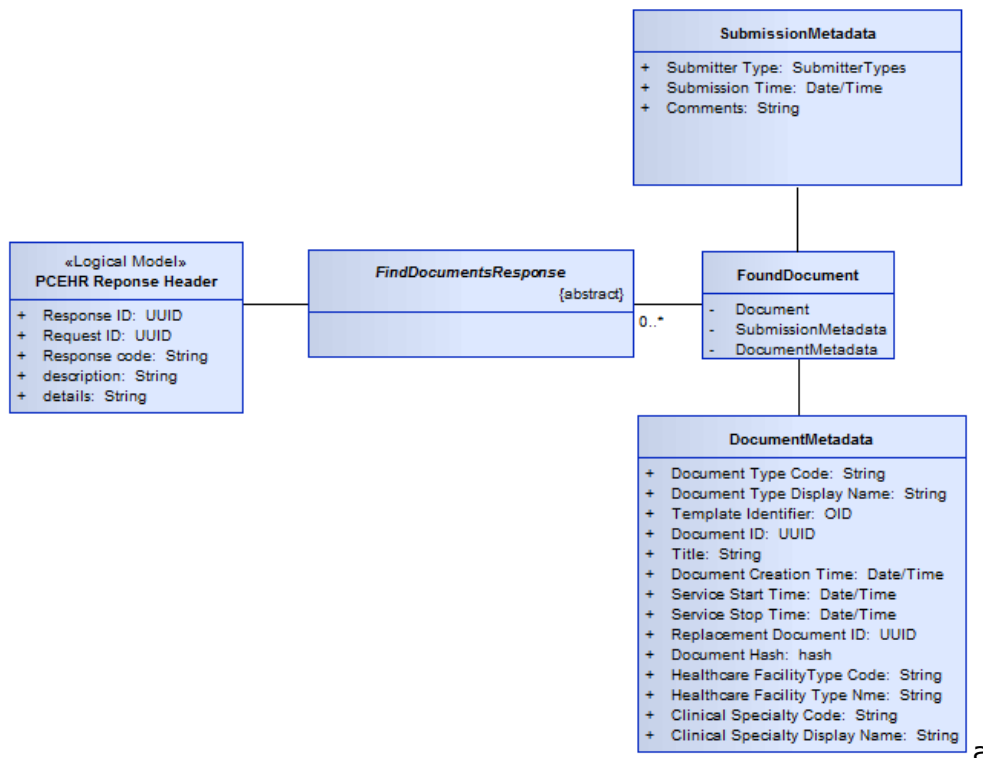 SubmissionMetadata
+ Submitter Type: SubmitterTypes
+ Submission Time: Date/Time
+ Comments: String
«Logical Model»
PCEHR Reponse Header
+ Response ID: UUID
+ Request ID: UUID
+ Response code: String
+ description: String
+ details: String
FindDocumentsResponse
{abstract}
0..*
FoundDocument
- Document
- SubmissionMetadata
- DocumentMetadata
DocumentMetadata
+ Document Type Code: String
+ Document Type Display Name: String
+ Template Identifier: OID
+ Document ID: UUID
+ Title: String
+ Document Creation Time: Date/Time
+ Service Start Time: Date/Time
+ Service Stop Time: Date/Time
+ Replacement Document ID: UUID
+ Document Hash: hash
+ Healthcare FacilityType Code: String
+ Healthcare Facility Type Nme: String
+ Clinical Specialty Code: String
+ Clinical Specialty Display Name: String
a